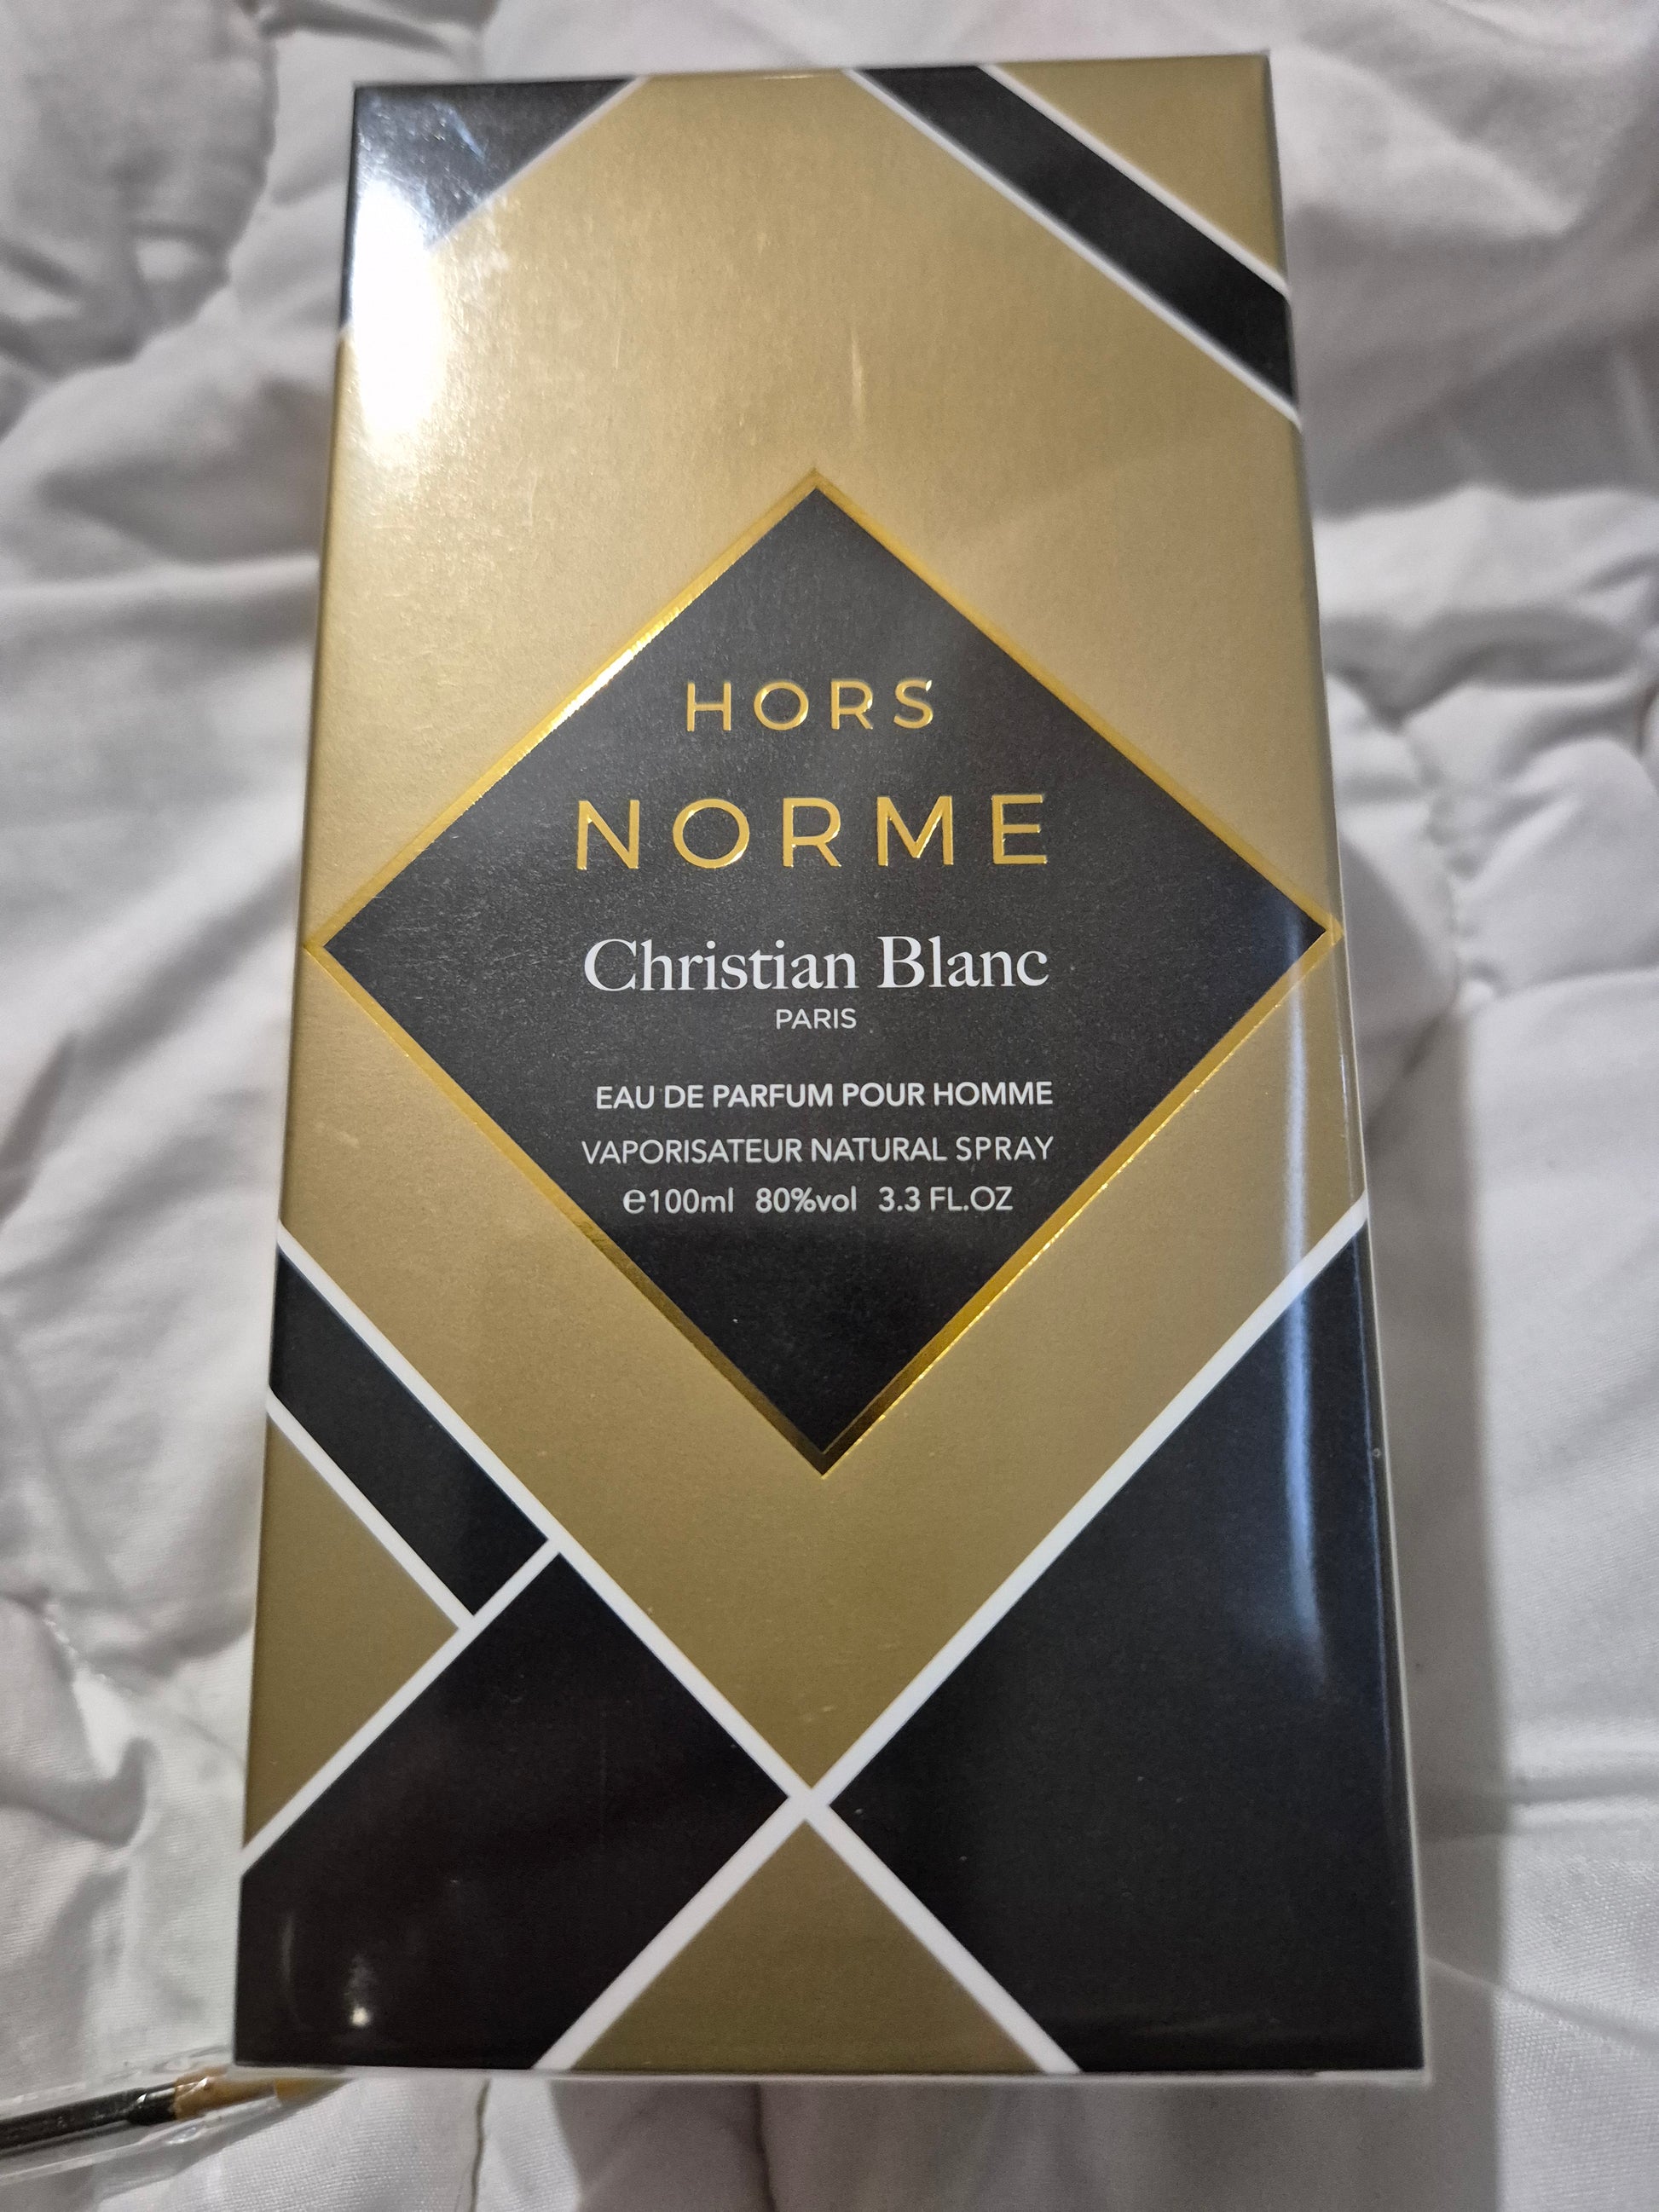 HORS
NORME
Christian Blanc
PARIS
EAU DE PARFUM POUR HOMME
VAPORISATEUR NATURAL SPRAY
℮100ml 80%vol 3.3 FL.OZ